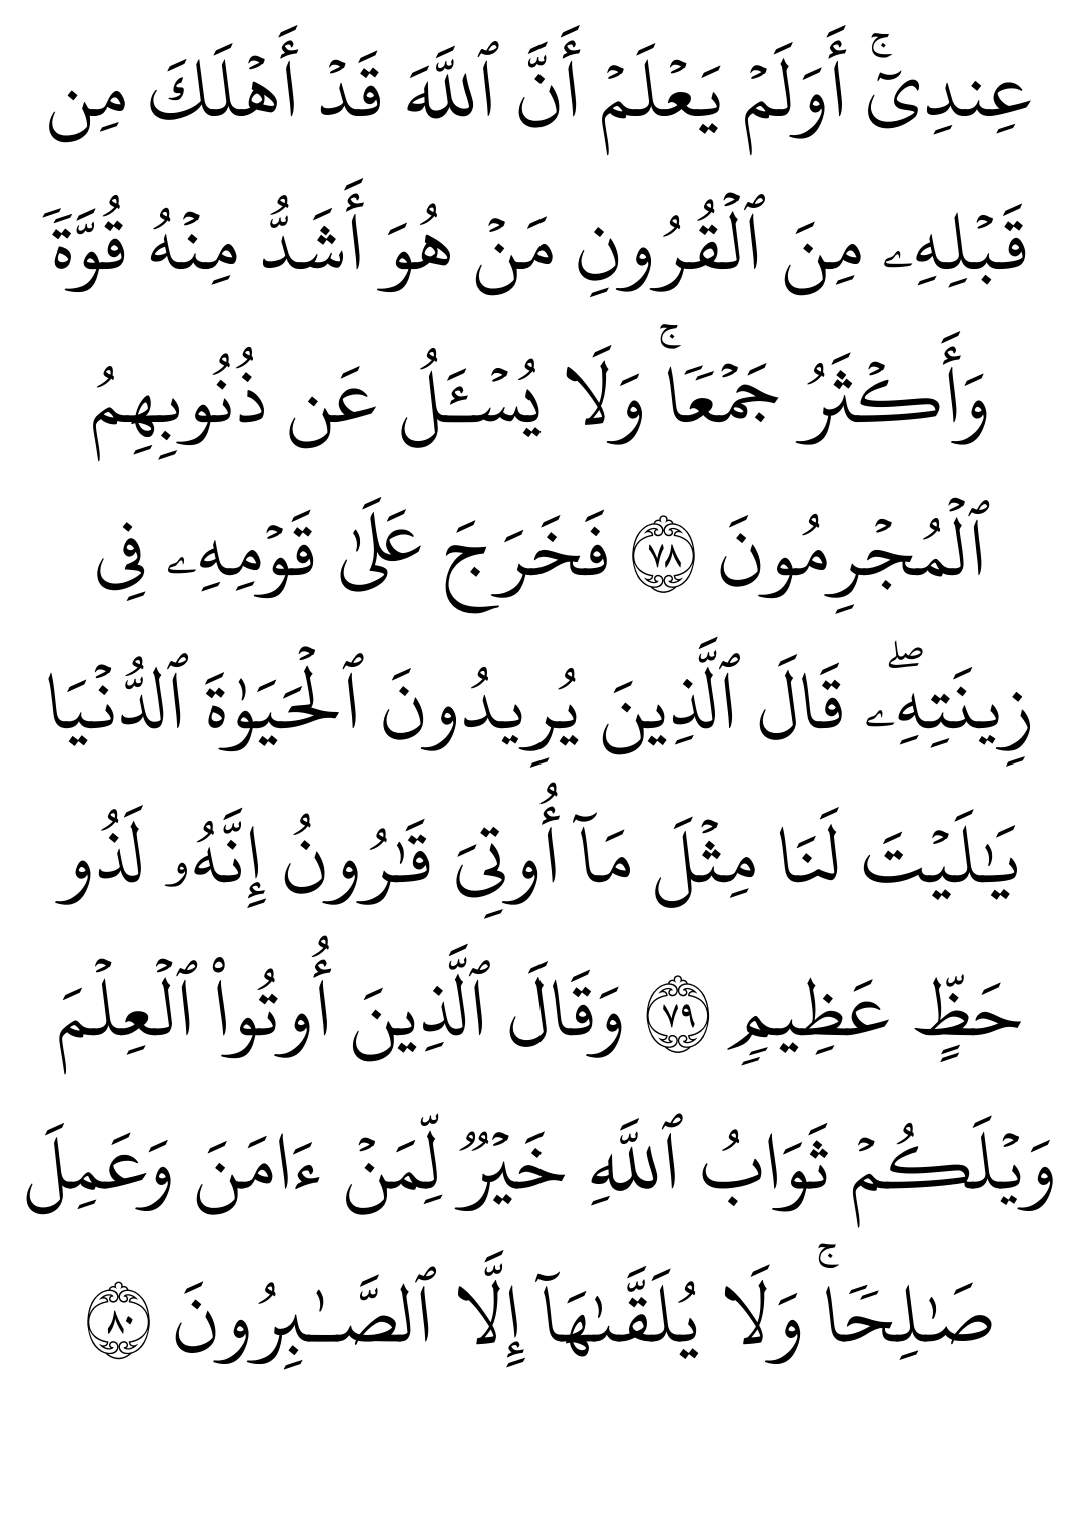 عِندِيٓۚ أَوَلَمۡ يَعۡلَمۡ أَنَّ ٱللَّهَ قَدۡ أَهۡلَكَ مِن
قَبۡلِهِۦ مِنَ ٱلۡقُرُونِ مَنۡ هُوَ أَشَدُّ مِنۡهُ قُوَّةٗ
وَأَكۡثَرُ جَمۡعٗاۚ وَلَا يُسۡـَٔلُ عَن ذُنُوبِهِمُ
ٱلۡمُجۡرِمُونَ ٧٨ فَخَرَجَ عَلَىٰ قَوۡمِهِۦ فِي
زِينَتِهِۦۖ قَالَ ٱلَّذِينَ يُرِيدُونَ ٱلۡحَيَوٰةَ ٱلدُّنۡيَا
يَٰلَيۡتَ لَنَا مِثۡلَ مَآ أُوتِيَ قَٰرُونُ إِنَّهُۥ لَذُو
حَظٍّ عَظِيمٖ ٧٩ وَقَالَ ٱلَّذِينَ أُوتُواْ ٱلۡعِلۡمَ
وَيۡلَكُمۡ ثَوَابُ ٱللَّهِ خَيۡرٞ لِّمَنۡ ءَامَنَ وَعَمِلَ
صَٰلِحٗاۚ وَلَا يُلَقَّىٰهَآ إِلَّا ٱلصَّٰبِرُونَ ٨٠